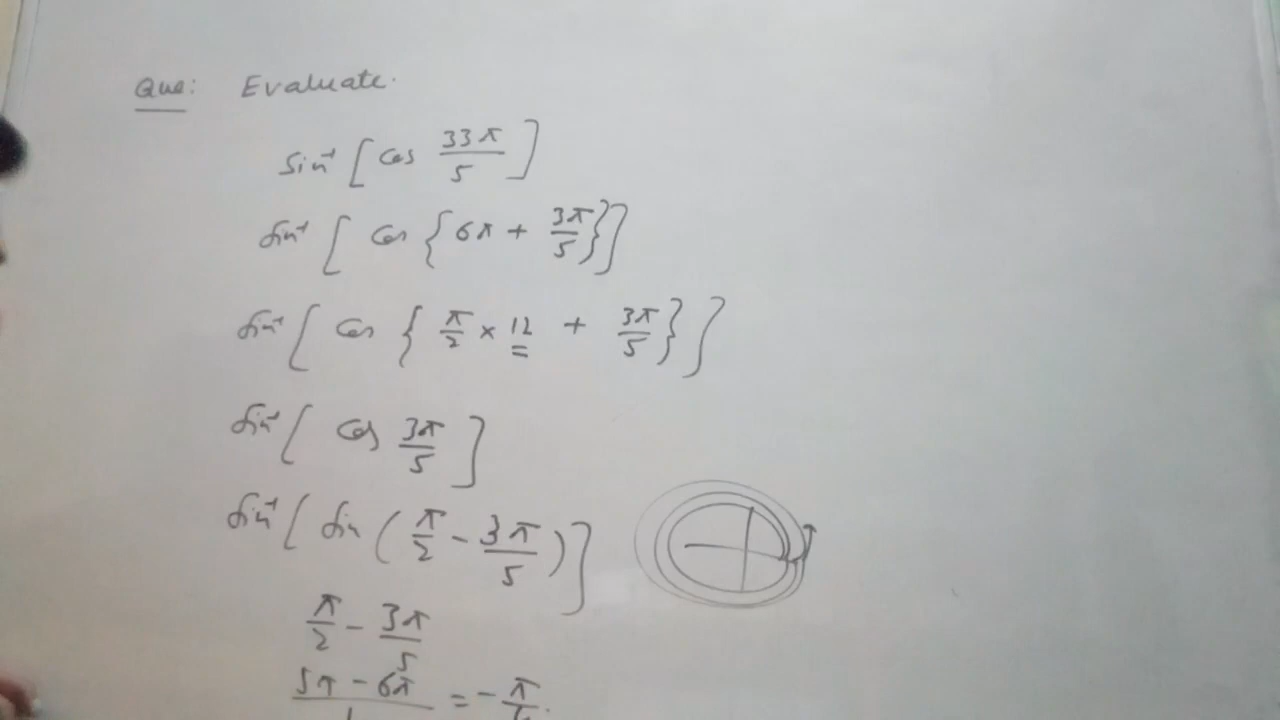 Que: Evaluate.
Sin⁻¹ [ Cos 33π/5 ]
Sin⁻¹ [ Cos { 6π + 3π/5 } ]
Sin⁻¹ [ Cos { π/2 × 12 + 3π/5 } ]
Sin⁻¹ [ Cos 3π/5 ]
Sin⁻¹ [ Sin ( π/2 - 3π/5 ) ]
π/2 - 3π/5
5π - 6π = - π